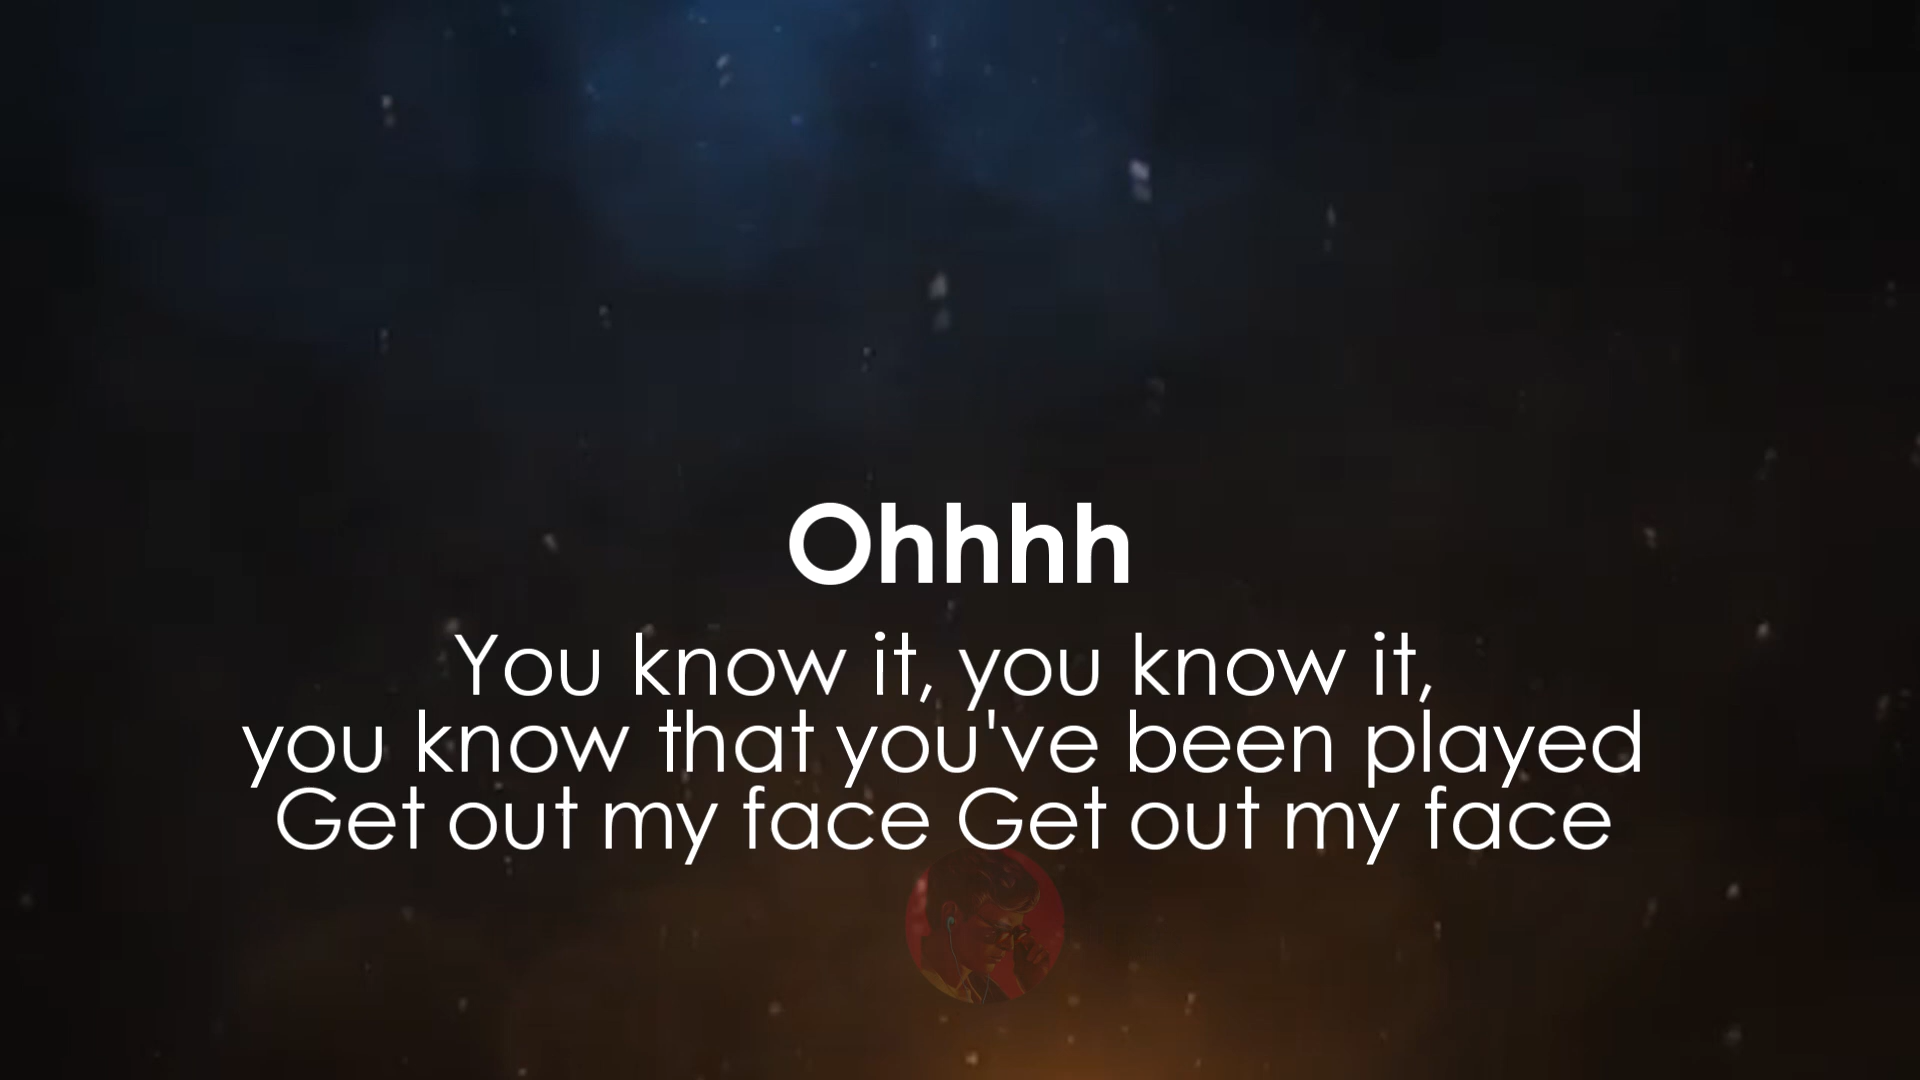 Ohhhh
You know it, you know it,
you know that you've been played
Get out my face Get out my face